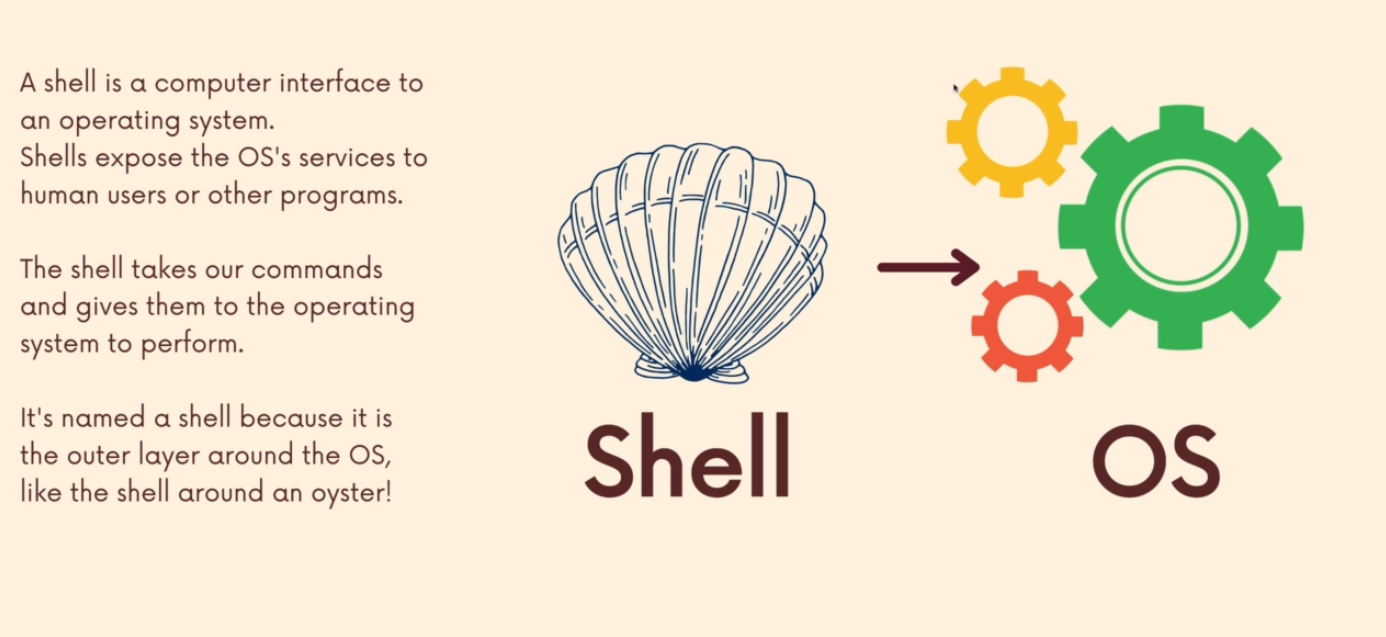 A shell is a computer interface to
an operating system.
Shells expose the OS's services to
human users or other programs.
The shell takes our commands
and gives them to the operating
system to perform.
It's named a shell because it is
the outer layer around the OS,
like the shell around an oyster!
Shell
OS